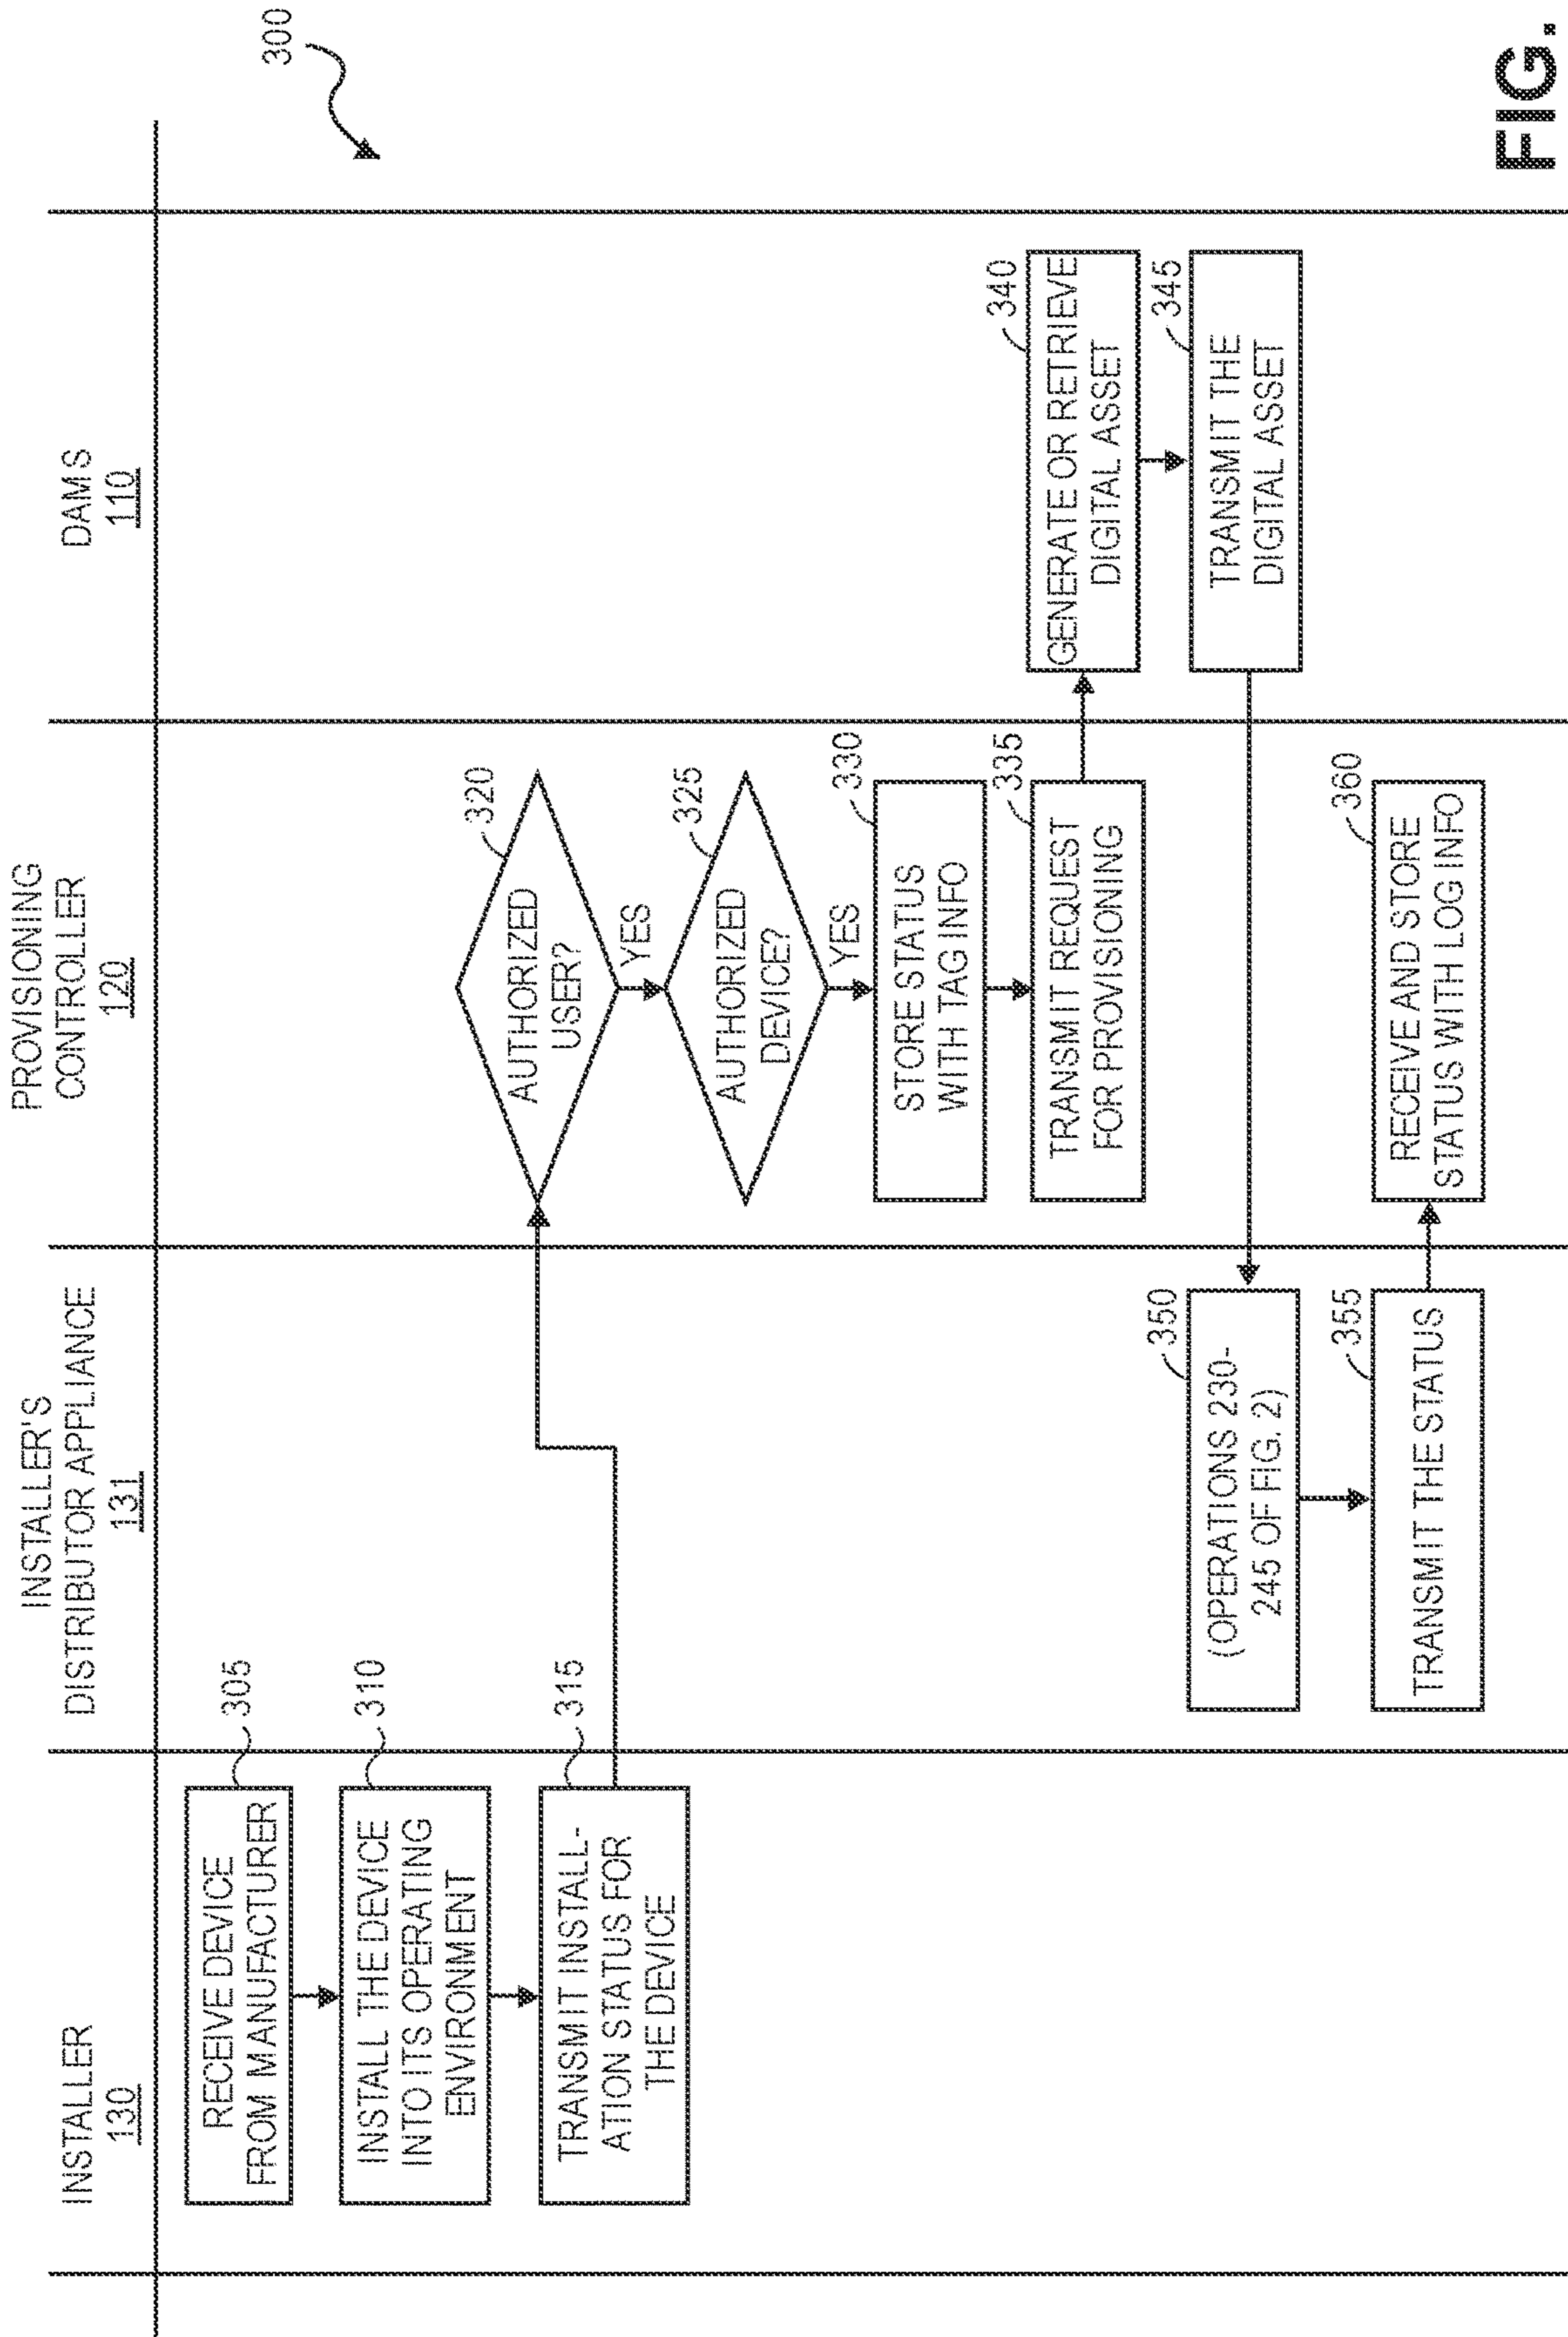 INSTALLER
130
INSTALLER'S
DISTRIBUTOR APPLIANCE
131
PROVISIONING
CONTROLLER
120
DAMS
110
300
RECEIVE DEVICE
FROM MANUFACTURER
305
INSTALL THE DEVICE
INTO ITS OPERATING
ENVIRONMENT
310
TRANSMIT INSTALL-
ATION STATUS FOR
THE DEVICE
315
AUTHORIZED
USER?
320
YES
AUTHORIZED
DEVICE?
325
YES
STORE STATUS
WITH TAG INFO
330
TRANSMIT REQUEST
FOR PROVISIONING
335
GENERATE OR RETRIEVE
DIGITAL ASSET
340
TRANSMIT THE
DIGITAL ASSET
345
(OPERATIONS 230-
245 OF FIG. 2)
350
TRANSMIT THE STATUS
355
RECEIVE AND STORE
STATUS WITH LOG INFO
360
FIG.